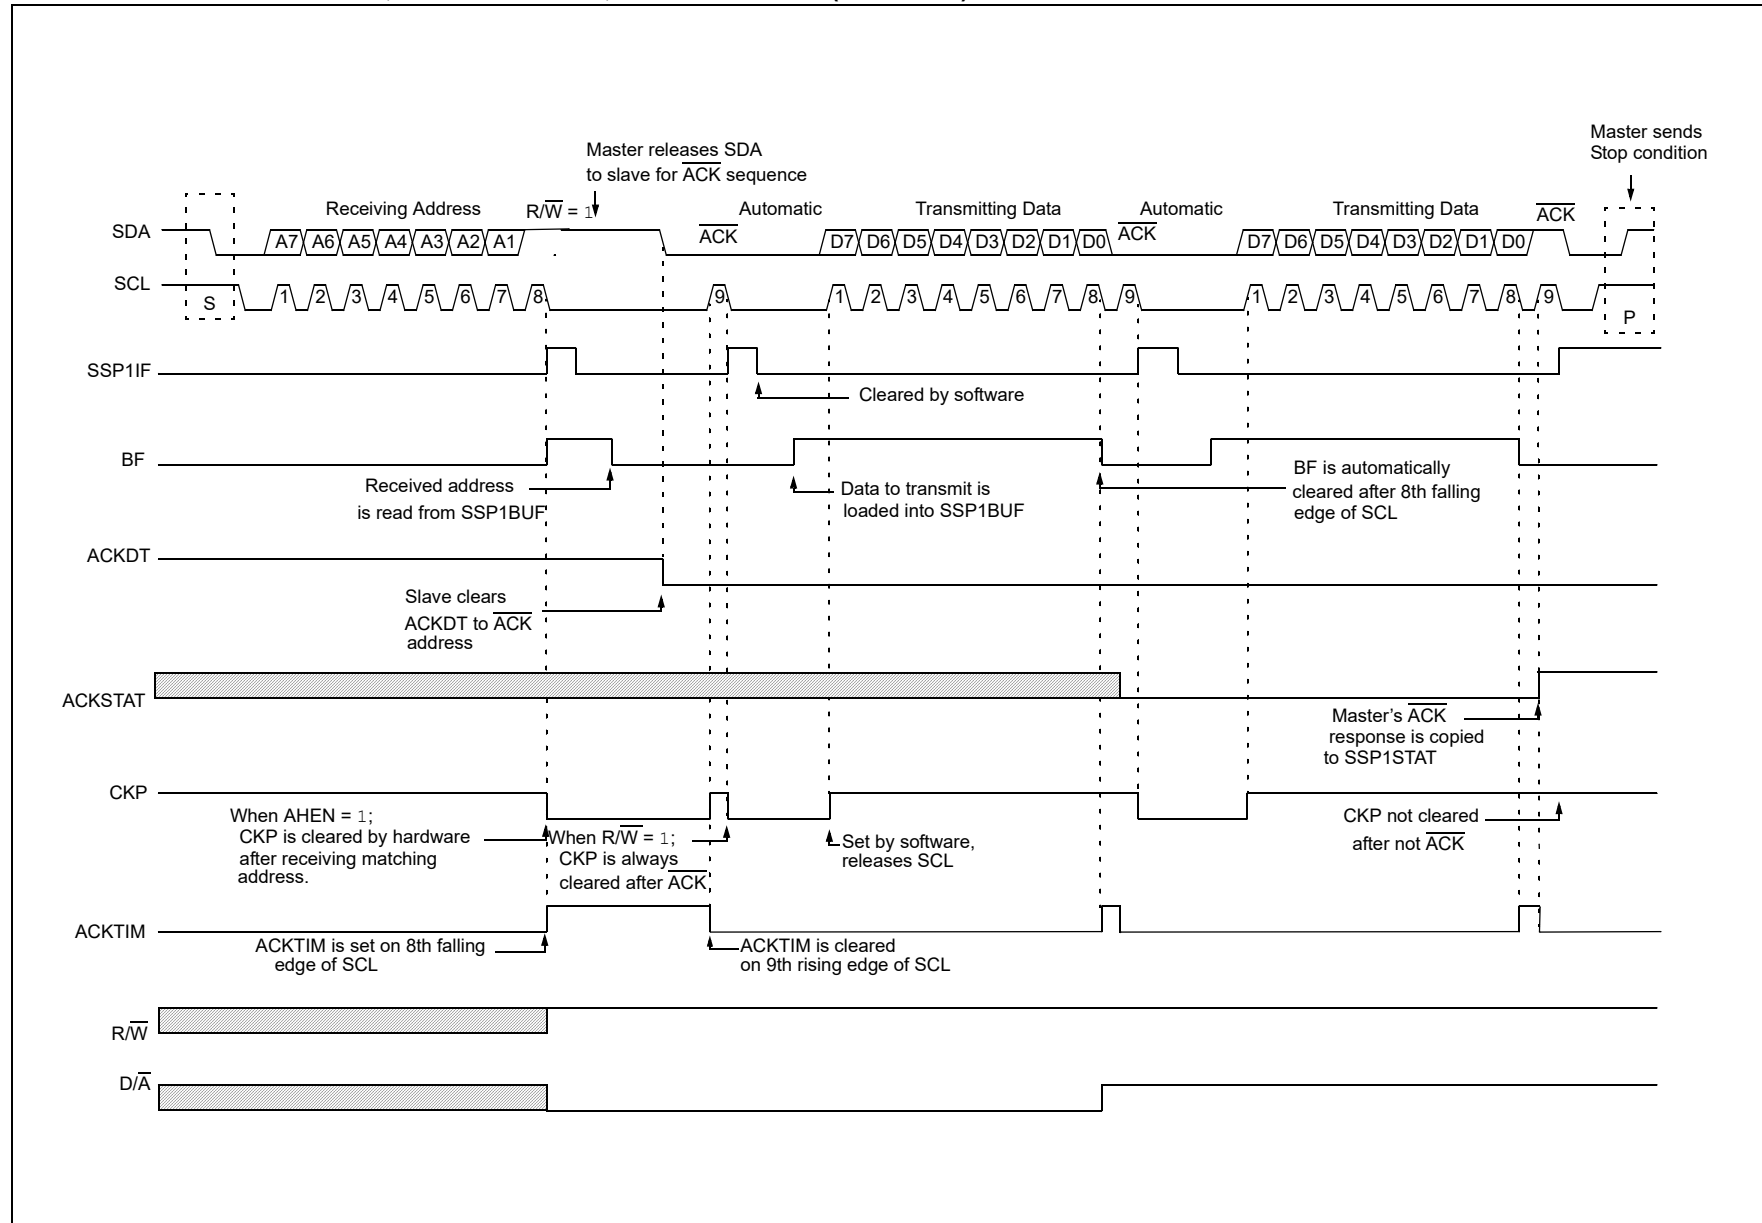 Master sends
Stop condition
Master releases SDA
to slave for ACK sequence
Receiving Address
R/W = 1
ACK
Automatic
Transmitting Data
ACK
Automatic
Transmitting Data
ACK
SDA
A7 A6 A5 A4 A3 A2 A1
D7 D6 D5 D4 D3 D2 D1 D0
D7 D6 D5 D4 D3 D2 D1 D0
SCL
S
1 2 3 4 5 6 7 8 9
1 2 3 4 5 6 7 8 9
1 2 3 4 5 6 7 8 9
P
SSP1IF
Cleared by software
BF
Received address
is read from SSP1BUF
Data to transmit is
loaded into SSP1BUF
BF is automatically
cleared after 8th falling
edge of SCL
ACKDT
Slave clears
ACKDT to ACK
address
ACKSTAT
Master's ACK
response is copied
to SSP1STAT
CKP
When AHEN = 1;
CKP is cleared by hardware
after receiving matching
address.
When R/W = 1;
CKP is always
cleared after ACK
Set by software,
releases SCL
CKP not cleared
after not ACK
ACKTIM
ACKTIM is set on 8th falling
edge of SCL
ACKTIM is cleared
on 9th rising edge of SCL
R/W
D/A